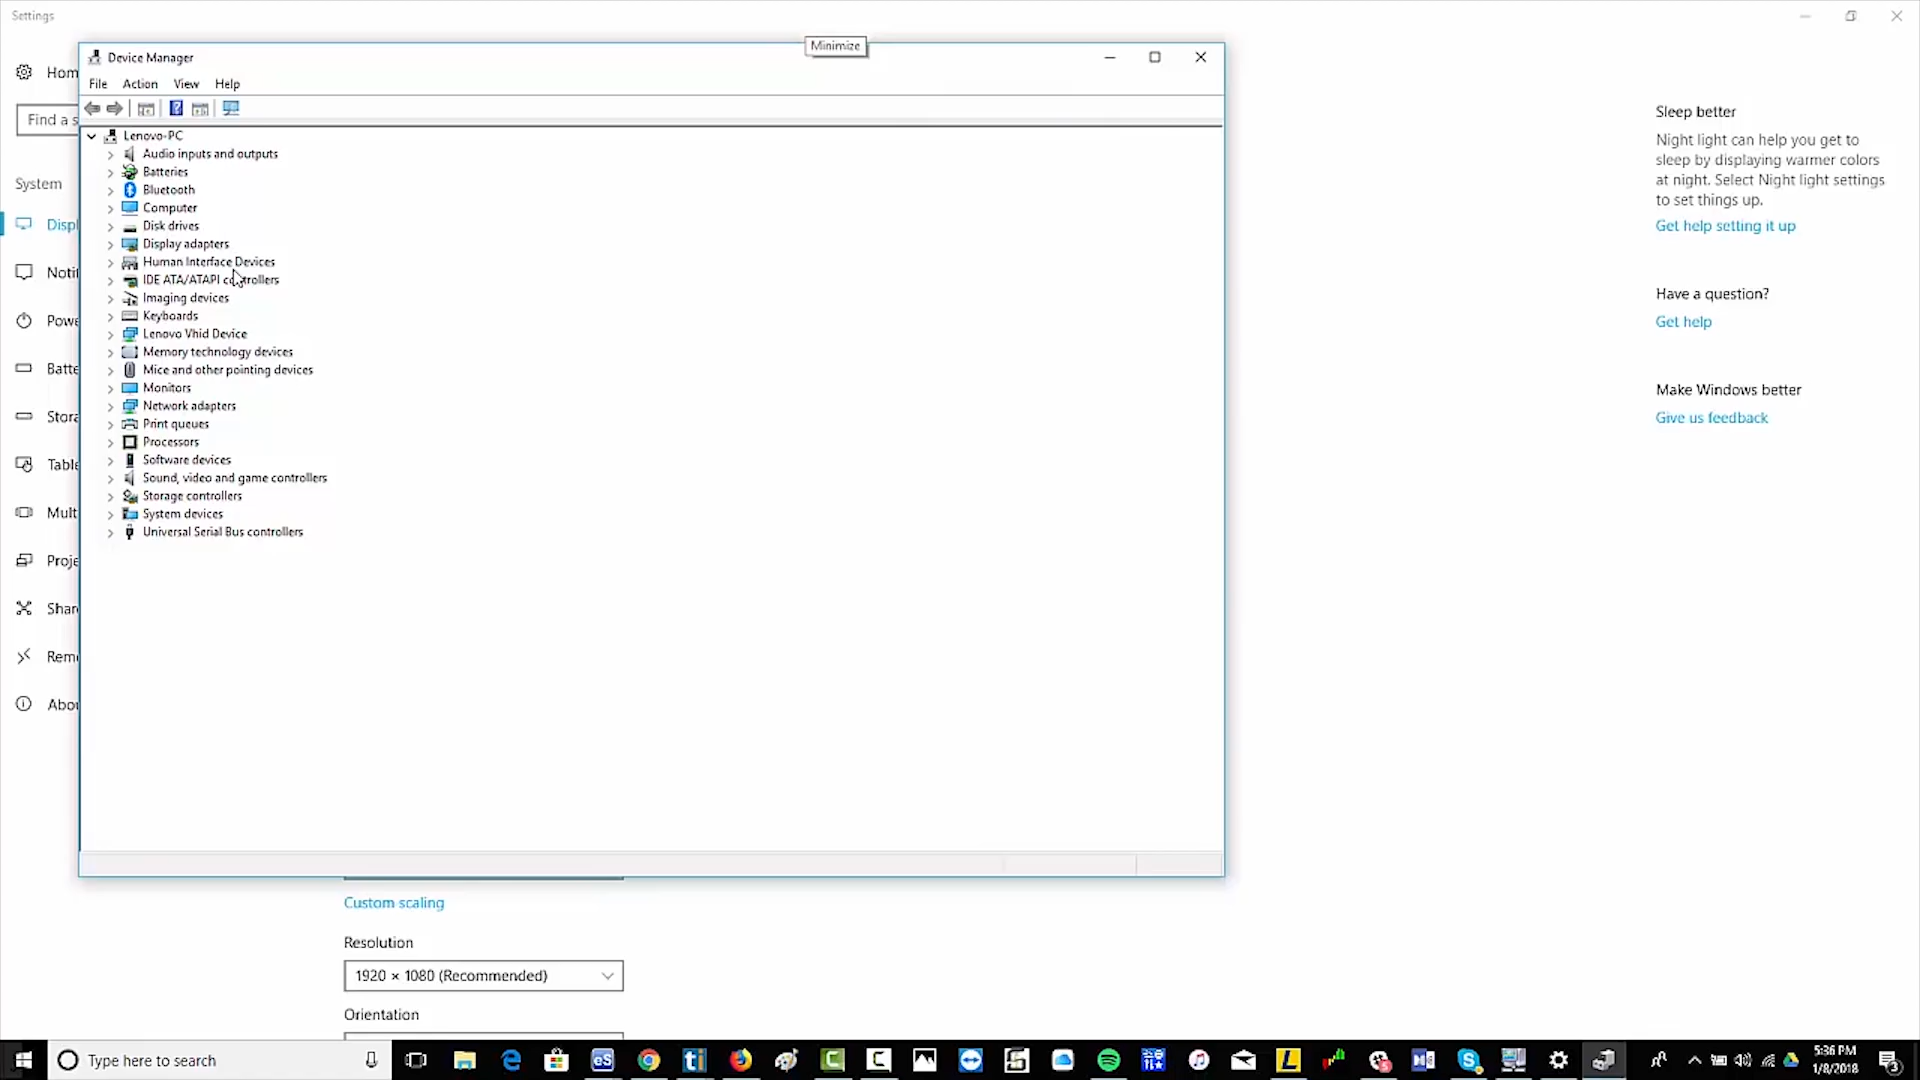 Settings
Minimize
Device Manager
File Action View Help
Hom
Find a s
System
Displ
Notif
Powe
Batte
Stora
Table
Mult
Proje
Shar
Remo
Abou
Lenovo-PC
Audio inputs and outputs
Batteries
Bluetooth
Computer
Disk drives
Display adapters
Human Interface Devices
IDE ATA/ATAPI controllers
Imaging devices
Keyboards
Lenovo Vhid Device
Memory technology devices
Mice and other pointing devices
Monitors
Network adapters
Print queues
Processors
Software devices
Sound, video and game controllers
Storage controllers
System devices
Universal Serial Bus controllers
Sleep better
Night light can help you get to
sleep by displaying warmer colors
at night. Select Night light settings
to set things up.
Get help setting it up
Have a question?
Get help
Make Windows better
Give us feedback
Custom scaling
Resolution
1920 × 1080 (Recommended)
Orientation
Type here to search
5:36 PM
1/8/2018